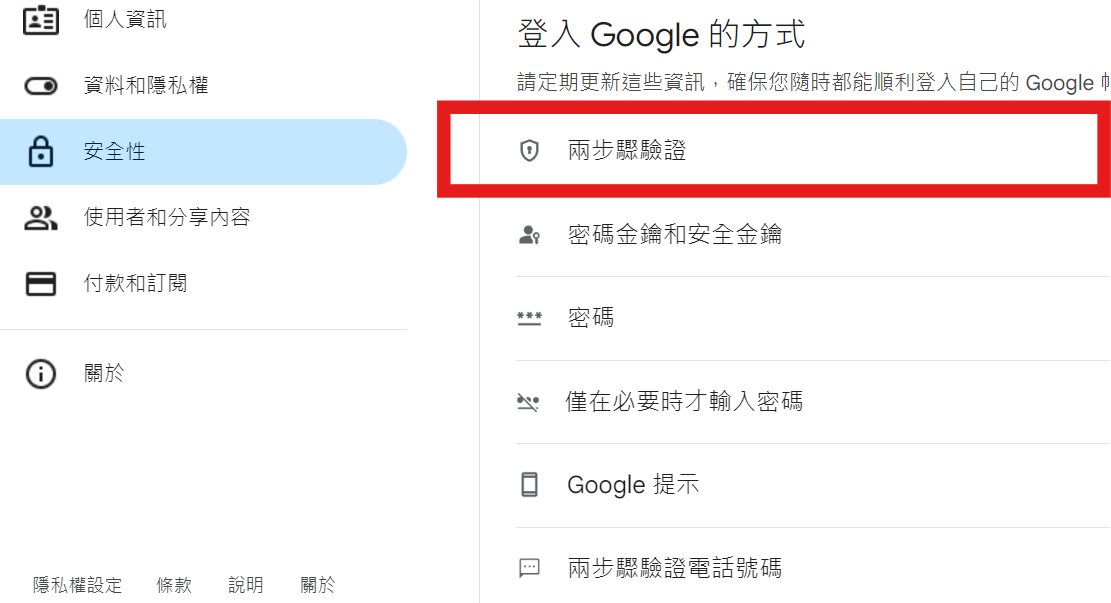 個人資訊
資料和隱私權
安全性
使用者和分享內容
付款和訂閱
關於
隱私權設定 條款 說明 關於
登入 Google 的方式
請定期更新這些資訊，確保您隨時都能順利登入自己的 Google
兩步驟驗證
密碼金鑰和安全金鑰
密碼
僅在必要時才輸入密碼
Google 提示
兩步驟驗證電話號碼